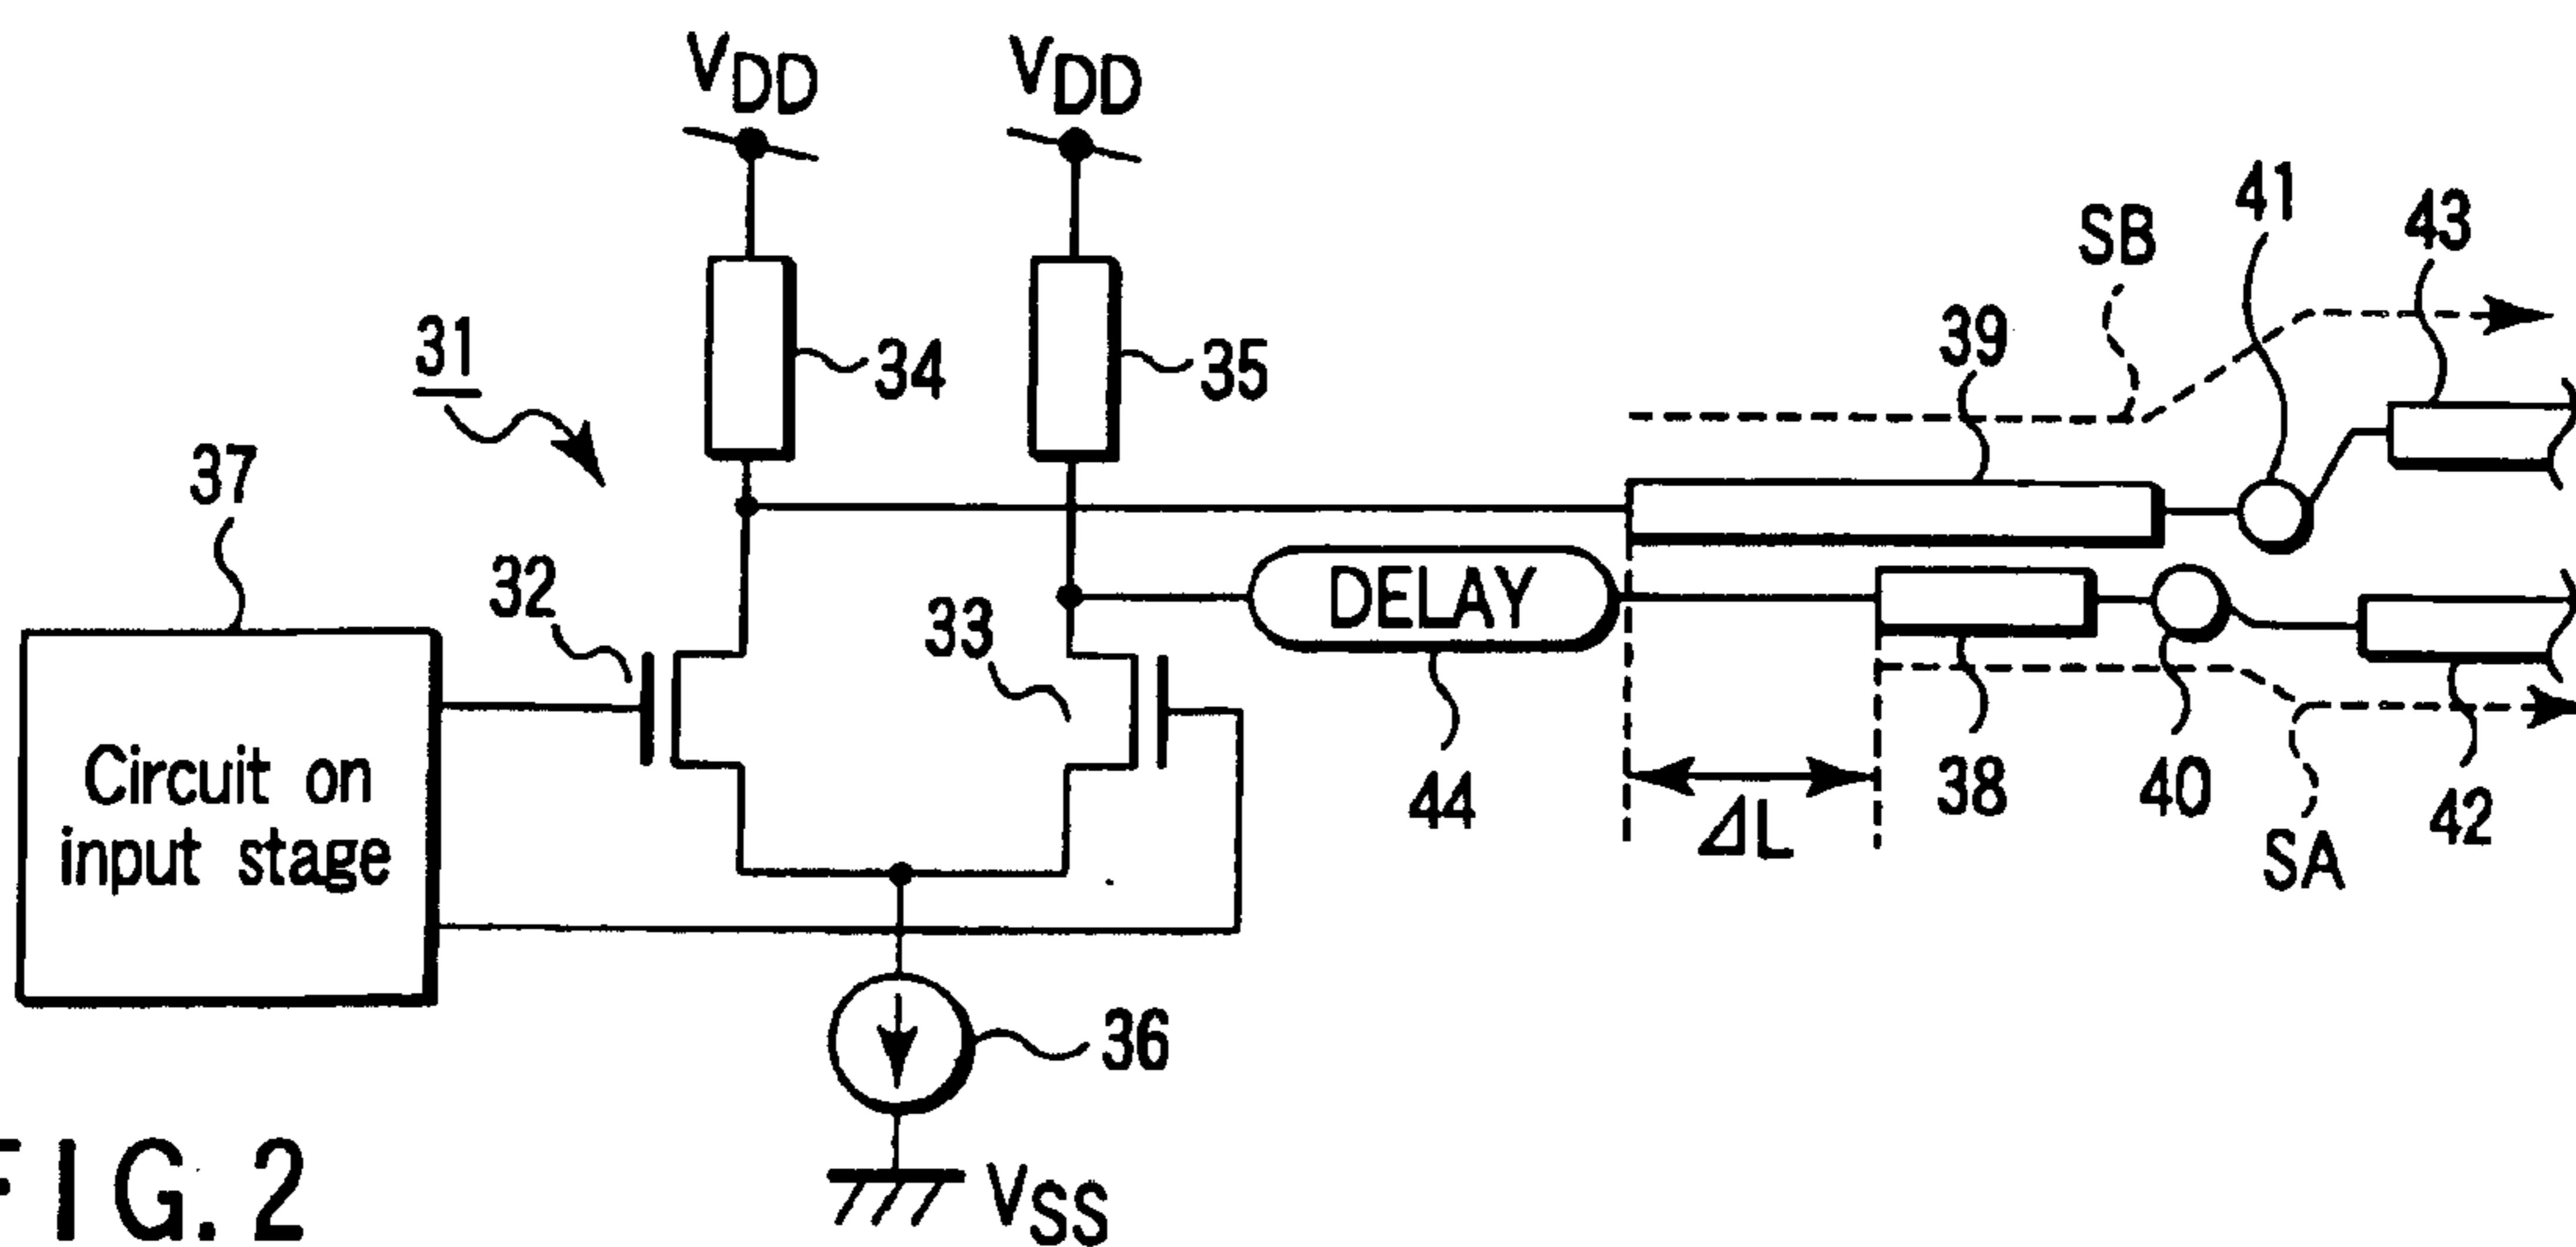 VDD
VDD
41
SB
43
39
31
34
35
37
32
33
DELAY
Circuit on
input stage
44
ΔL
38
40
42
SA
36
VSS
FIG. 2